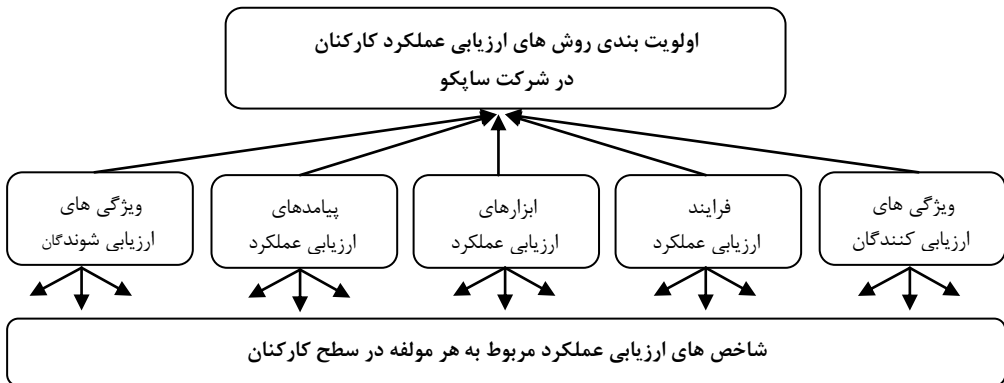 اولویت بندی روش های ارزیابی عملکرد کارکنان
در شرکت ساپکو
ویژگی های
ارزیابی کنندگان
فرایند
ارزیابی عملکرد
ابزارهای
ارزیابی عملکرد
پیامدهای
ارزیابی عملکرد
ویژگی های
ارزیابی شوندگان
شاخص های ارزیابی عملکرد مربوط به هر مولفه در سطح کارکنان